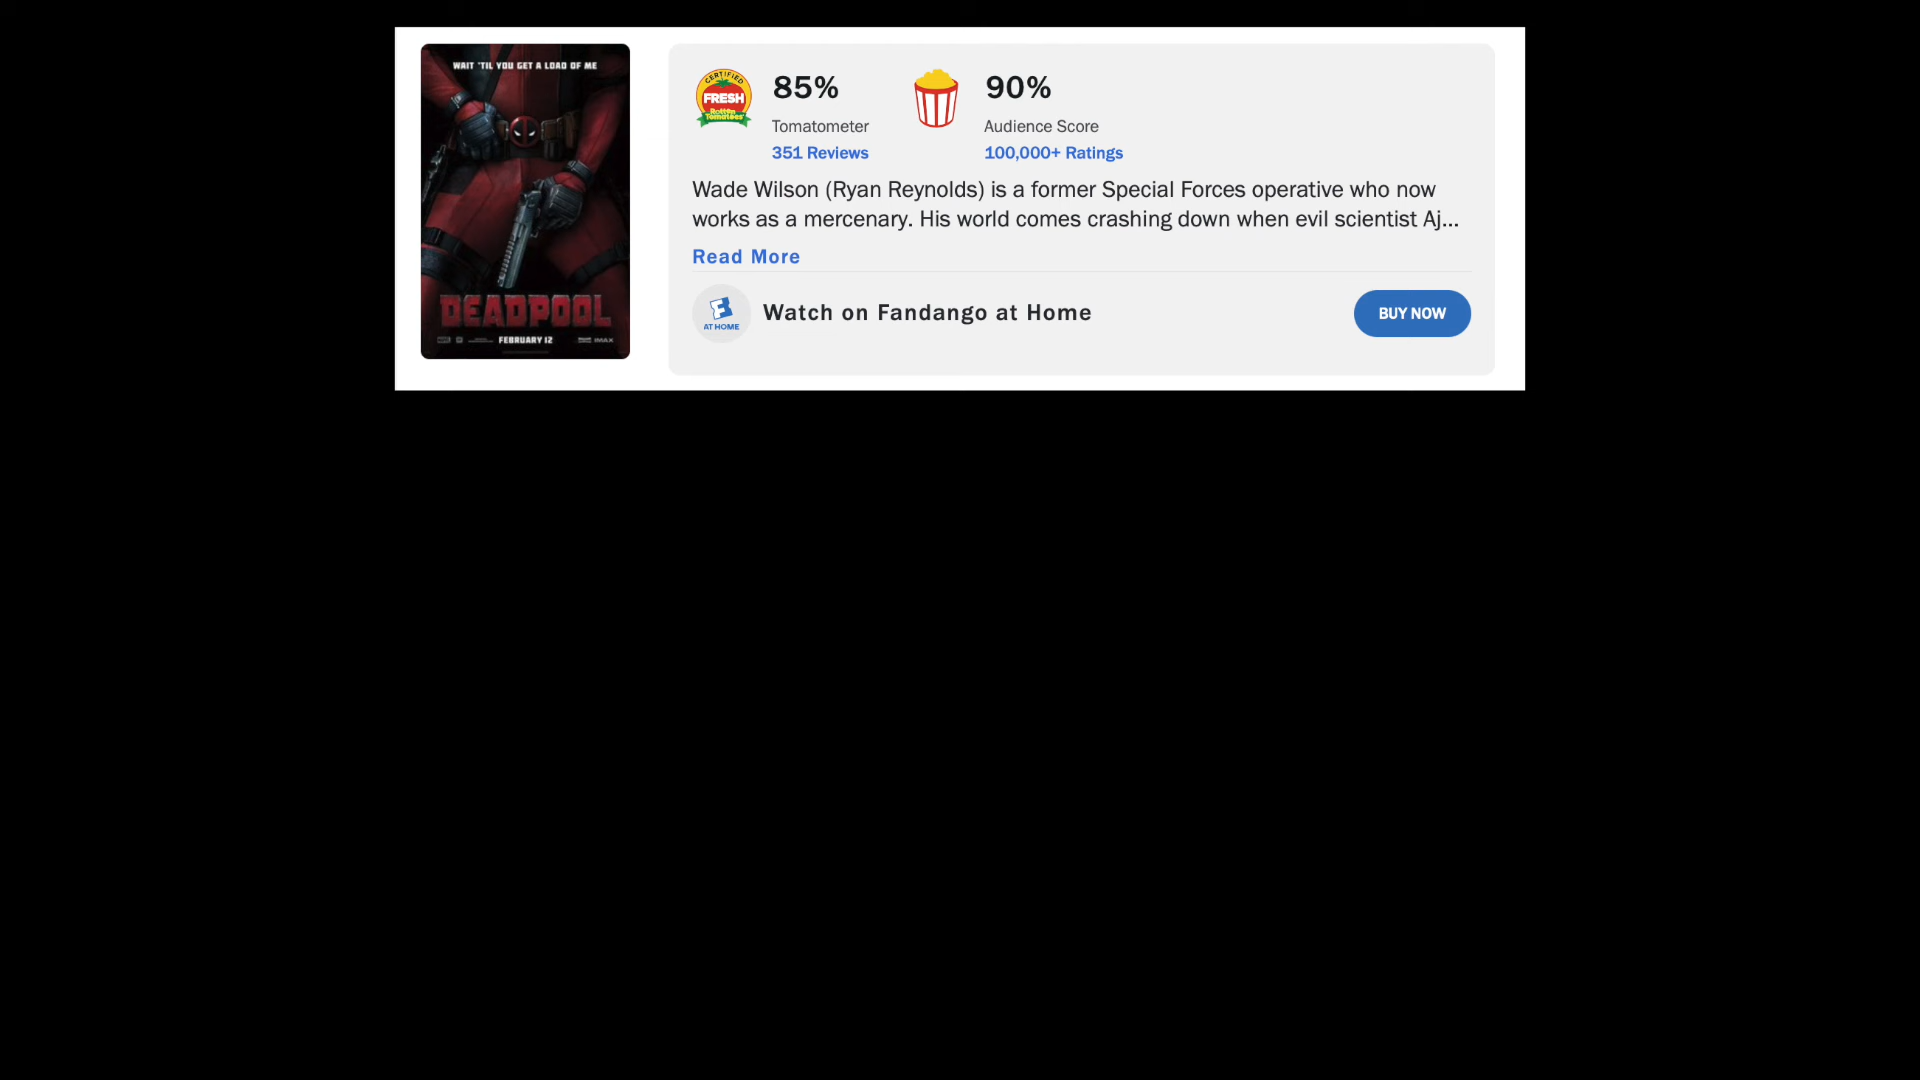 WAIT 'TIL YOU GET A LOAD OF ME
DEADPOOL
FEBRUARY 12
IMAX
CERTIFIED
FRESH
Rotten
Tomatoes
85%
Tomatometer
351 Reviews
90%
Audience Score
100,000+ Ratings
Wade Wilson (Ryan Reynolds) is a former Special Forces operative who now
works as a mercenary. His world comes crashing down when evil scientist Aj...
Read More
AT HOME
Watch on Fandango at Home
BUY NOW